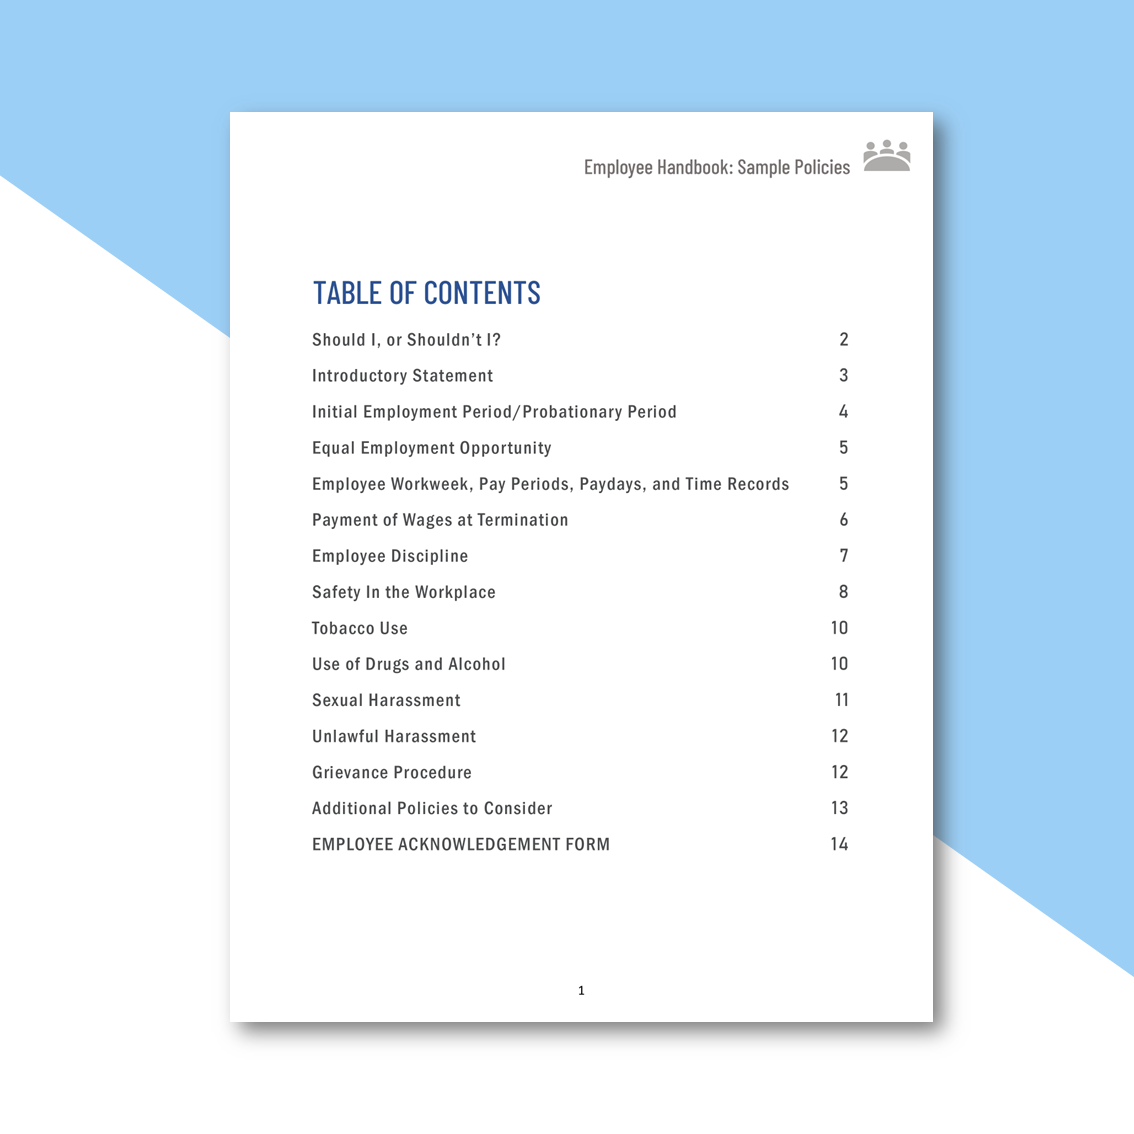 Employee Handbook: Sample Policies
TABLE OF CONTENTS
Should I, or Shouldn’t I? 2
Introductory Statement 3
Initial Employment Period/Probationary Period 4
Equal Employment Opportunity 5
Employee Workweek, Pay Periods, Paydays, and Time Records 5
Payment of Wages at Termination 6
Employee Discipline 7
Safety In the Workplace 8
Tobacco Use 10
Use of Drugs and Alcohol 10
Sexual Harassment 11
Unlawful Harassment 12
Grievance Procedure 12
Additional Policies to Consider 13
EMPLOYEE ACKNOWLEDGEMENT FORM 14
1